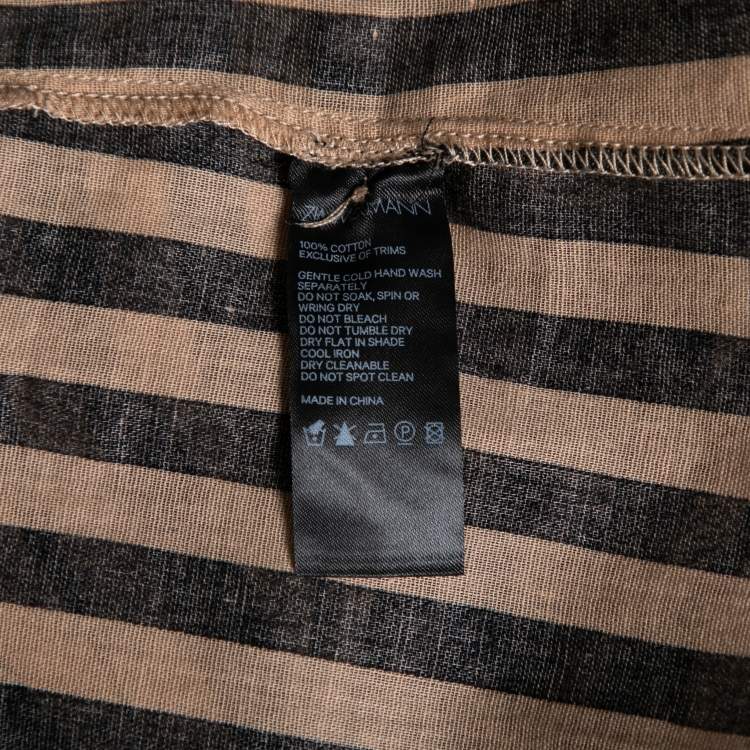 MANN
100% COTTON
EXCLUSIVE OF TRIMS
GENTLE COLD HAND WASH
SEPARATELY
DO NOT SOAK, SPIN OR
WRING DRY
DO NOT BLEACH
DO NOT TUMBLE DRY
DRY FLAT IN SHADE
COOL IRON
DRY CLEANABLE
DO NOT SPOT CLEAN
MADE IN CHINA
P